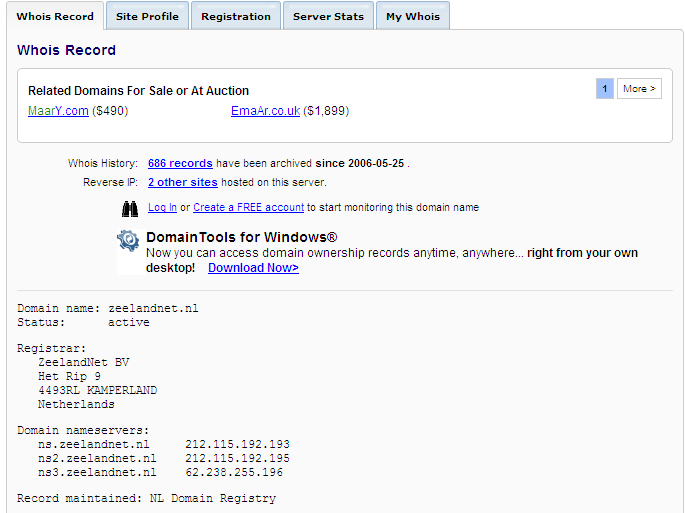 Whois Record Site Profile Registration Server Stats My Whois
Whois Record
Related Domains For Sale or At Auction 1 More >
MaarY.com ($490) EmaAr.co.uk ($1,899)
Whois History: 686 records have been archived since 2006-05-25 .
Reverse IP: 2 other sites hosted on this server.
Log In or Create a FREE account to start monitoring this domain name
DomainTools for Windows®
Now you can access domain ownership records anytime, anywhere... right from your own
desktop! Download Now>
Domain name: zeelandnet.nl
Status: active
Registrar:
ZeelandNet BV
Het Rip 9
4493RL KAMPERLAND
Netherlands
Domain nameservers:
ns.zeelandnet.nl 212.115.192.193
ns2.zeelandnet.nl 212.115.192.195
ns3.zeelandnet.nl 62.238.255.196
Record maintained: NL Domain Registry